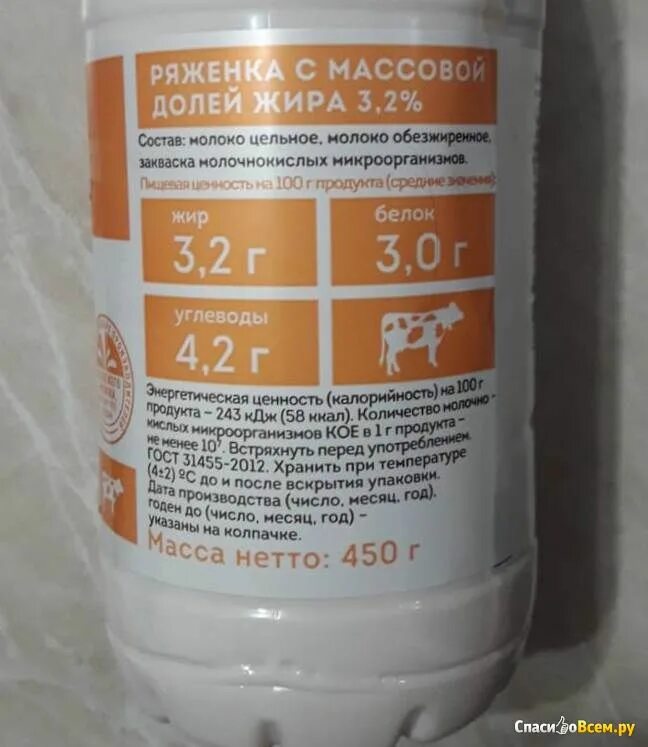 РЯЖЕНКА С МАССОВОЙ
ДОЛЕЙ ЖИРА 3,2%
Состав: молоко цельное, молоко обезжиренное,
закваска молочнокислых микроорганизмов.
Пищевая ценность на 100 г продукта (средние значения):
жир
3,2 г
белок
3,0 г
углеводы
4,2 г
Энергетическая ценность (калорийность) на 100 г
продукта – 243 кДж (58 ккал). Количество молочно-
кислых микроорганизмов КОЕ в 1 г продукта –
не менее 10⁷. Встряхнуть перед употреблением.
ГОСТ 31455-2012. Хранить при температуре
(4±2) ºС до и после вскрытия упаковки.
Дата производства (число, месяц, год),
годен до (число, месяц, год) –
указаны на колпачке.
Масса нетто: 450 г
СпасибоВсем.ру